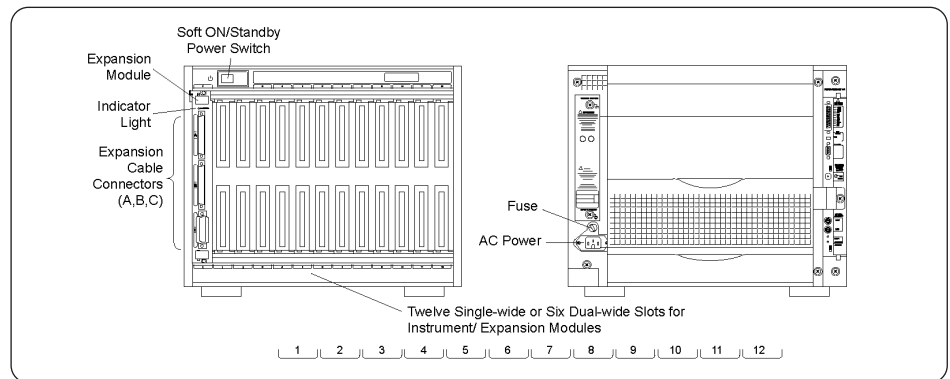 Soft ON/Standby
Power Switch
Expansion
Module
Indicator
Light
Expansion
Cable
Connectors
(A,B,C)
Fuse
AC Power
Twelve Single-wide or Six Dual-wide Slots for
Instrument/ Expansion Modules
1 2 3 4 5 6 7 8 9 10 11 12